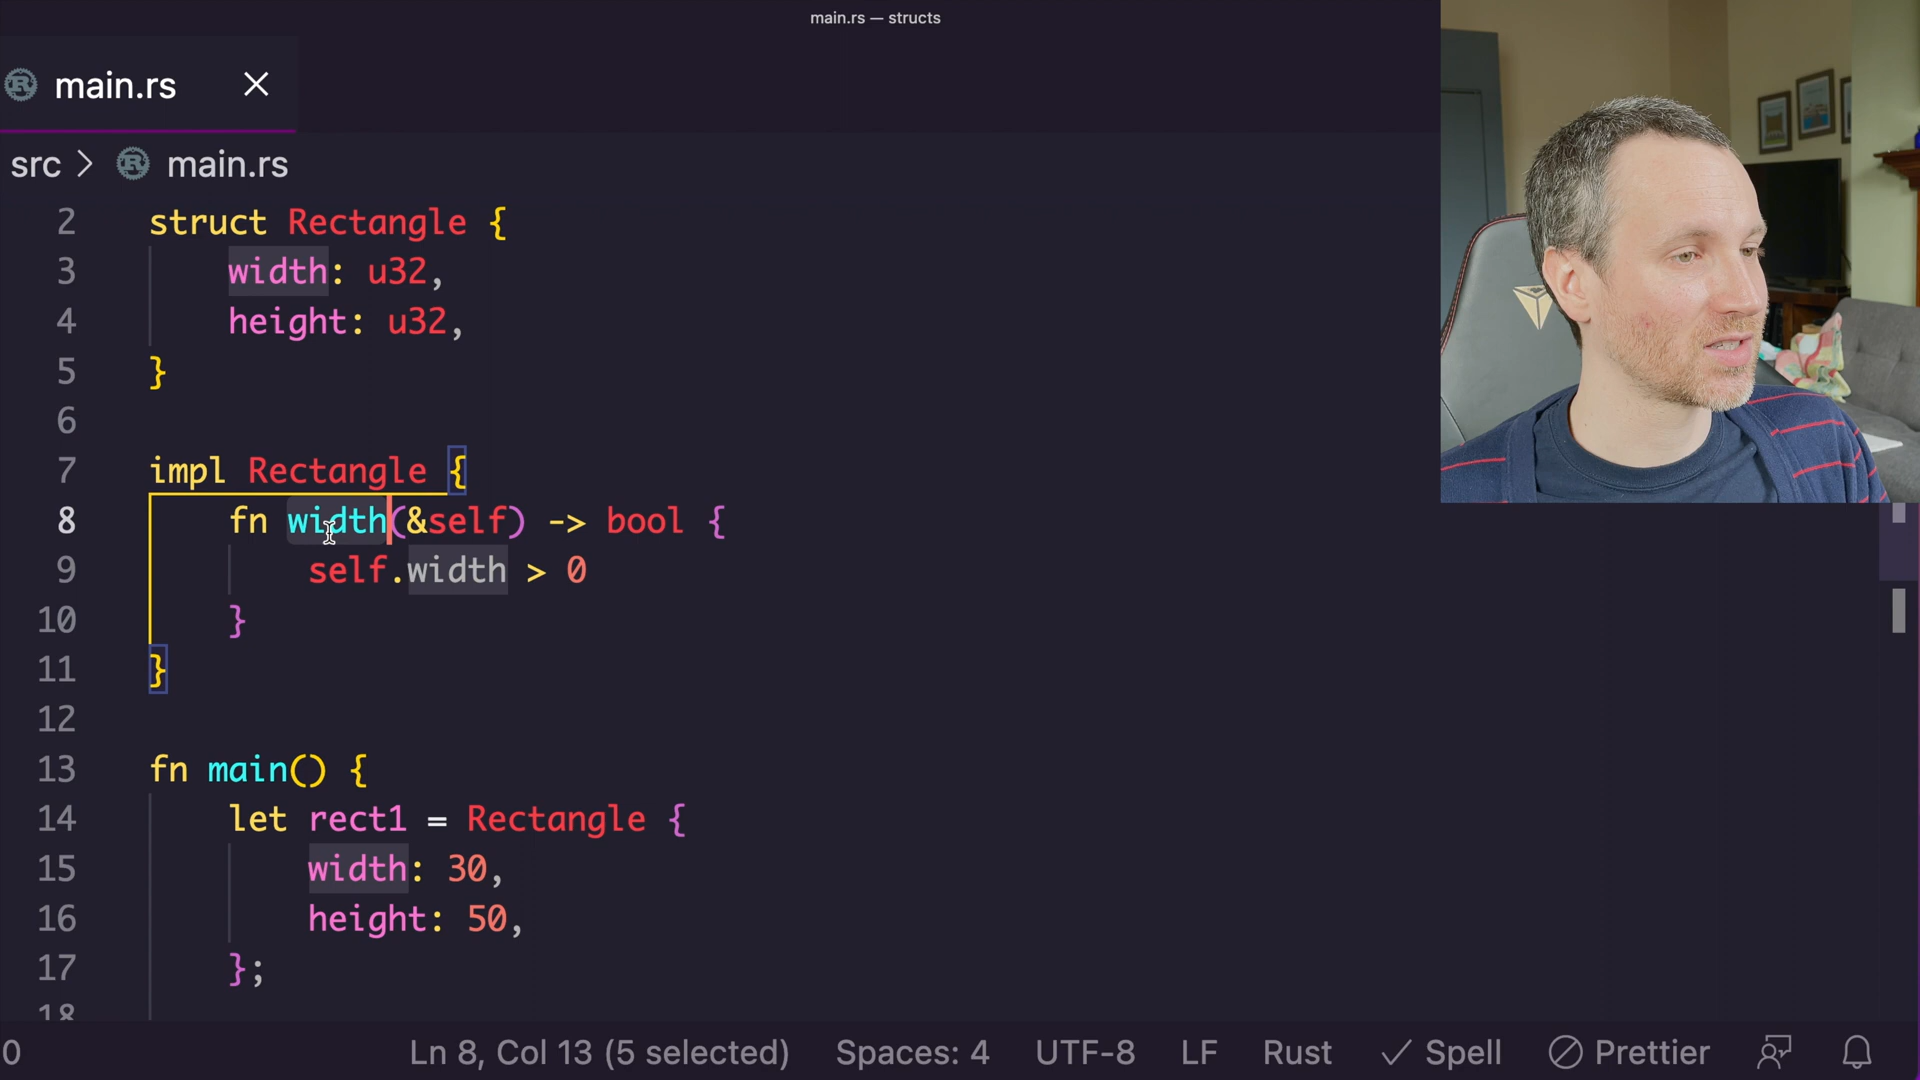 main.rs — structs
main.rs
src > main.rs
2 struct Rectangle {
3 width: u32,
4 height: u32,
5 }
6
7 impl Rectangle {
8 fn width(&self) -> bool {
9 self.width > 0
10 }
11 }
12
13 fn main() {
14 let rect1 = Rectangle {
15 width: 30,
16 height: 50,
17 };
18
0 Ln 8, Col 13 (5 selected) Spaces: 4 UTF-8 LF Rust Spell Prettier